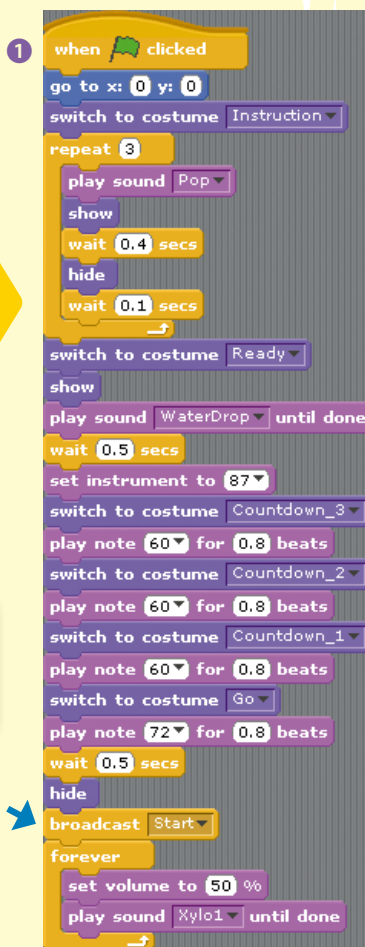 1
when clicked
go to x: 0 y: 0
switch to costume Instruction
repeat 3
play sound Pop
show
wait 0.4 secs
hide
wait 0.1 secs
switch to costume Ready
show
play sound WaterDrop until done
wait 0.5 secs
set instrument to 87
switch to costume Countdown_3
play note 60 for 0.8 beats
switch to costume Countdown_2
play note 60 for 0.8 beats
switch to costume Countdown_1
play note 60 for 0.8 beats
switch to costume Go
play note 72 for 0.8 beats
wait 0.5 secs
hide
broadcast Start
forever
set volume to 50 %
play sound Xylo1 until done